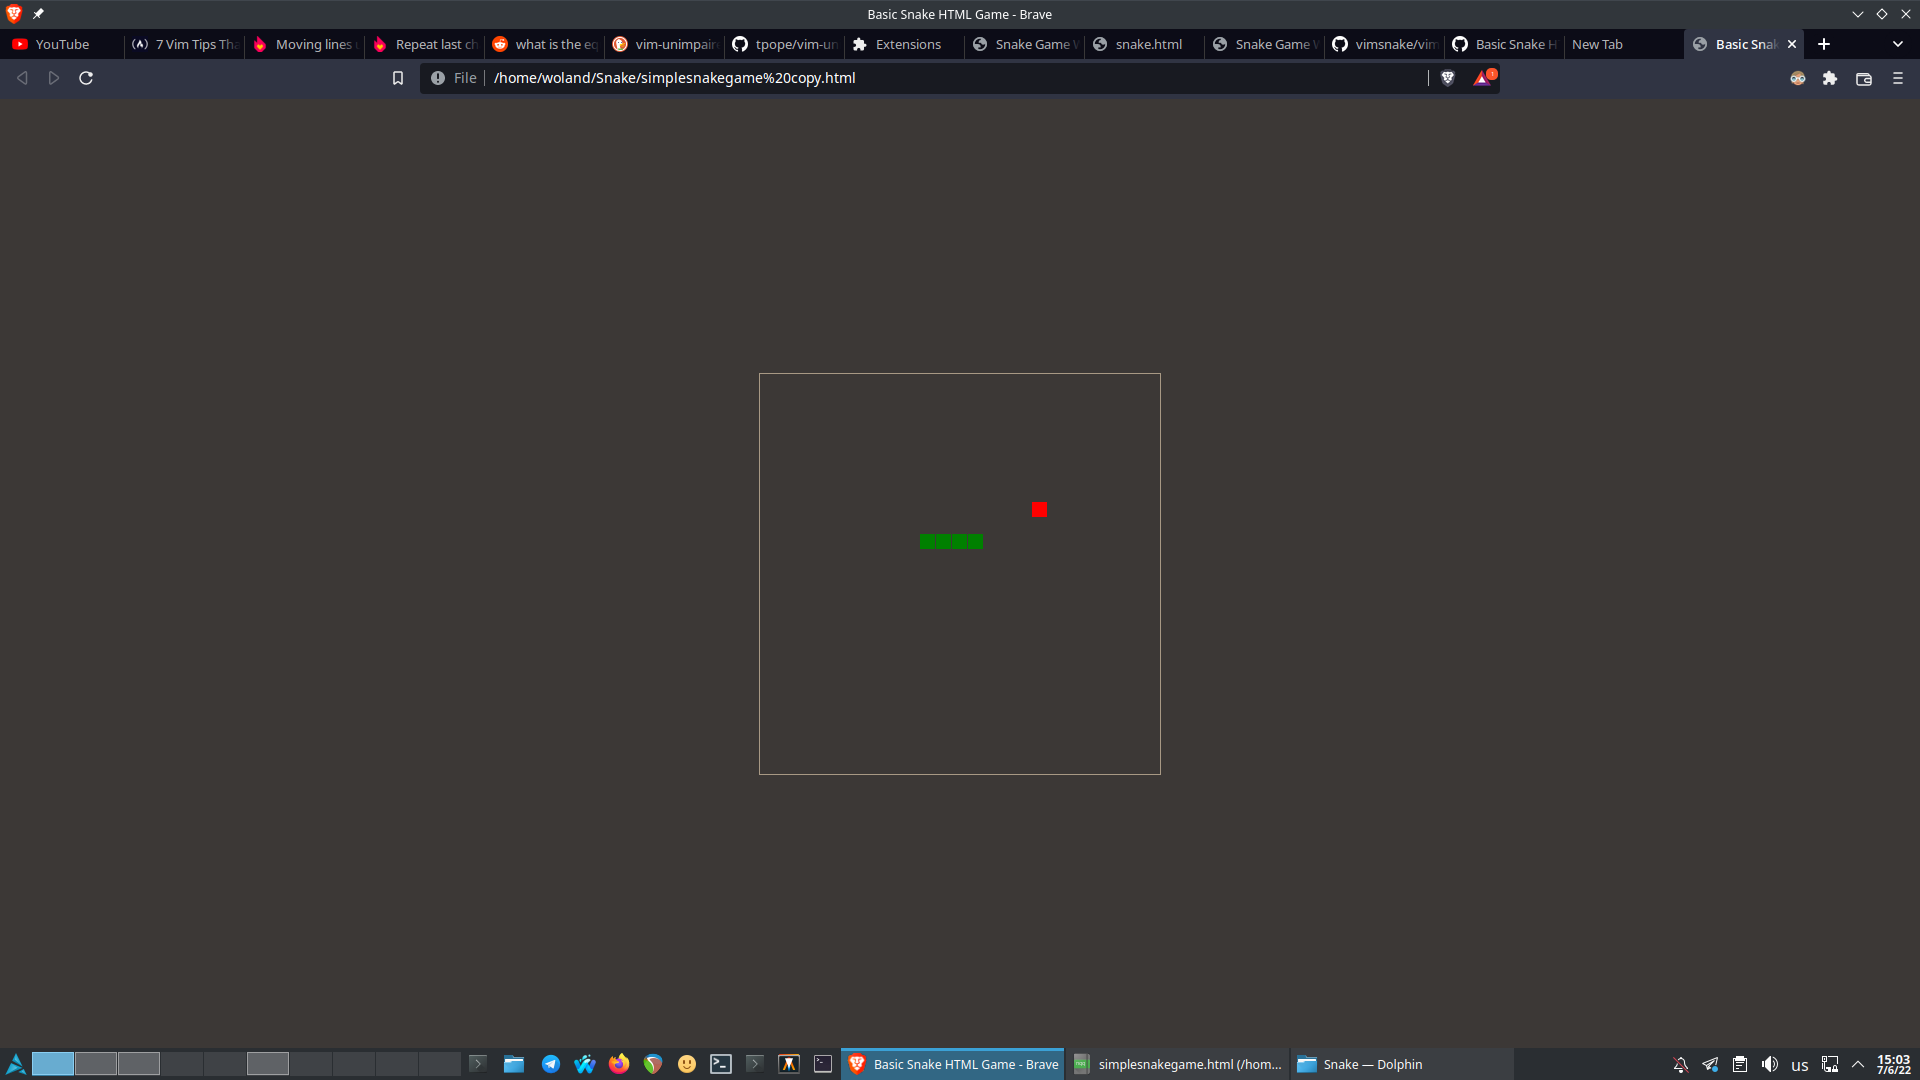 Basic Snake HTML Game - Brave
YouTube
7 Vim Tips Tha
Moving lines
Repeat last ch
what is the eq
vim-unimpair
tpope/vim-un
Extensions
Snake Game
snake.html
Snake Game
vimsnake/vim
Basic Snake H
New Tab
Basic Snak
File
/home/woland/Snake/simplesnakegame%20copy.html
Basic Snake HTML Game - Brave
simplesnakegame.html (/hom...
Snake — Dolphin
us
15:03
7/6/22